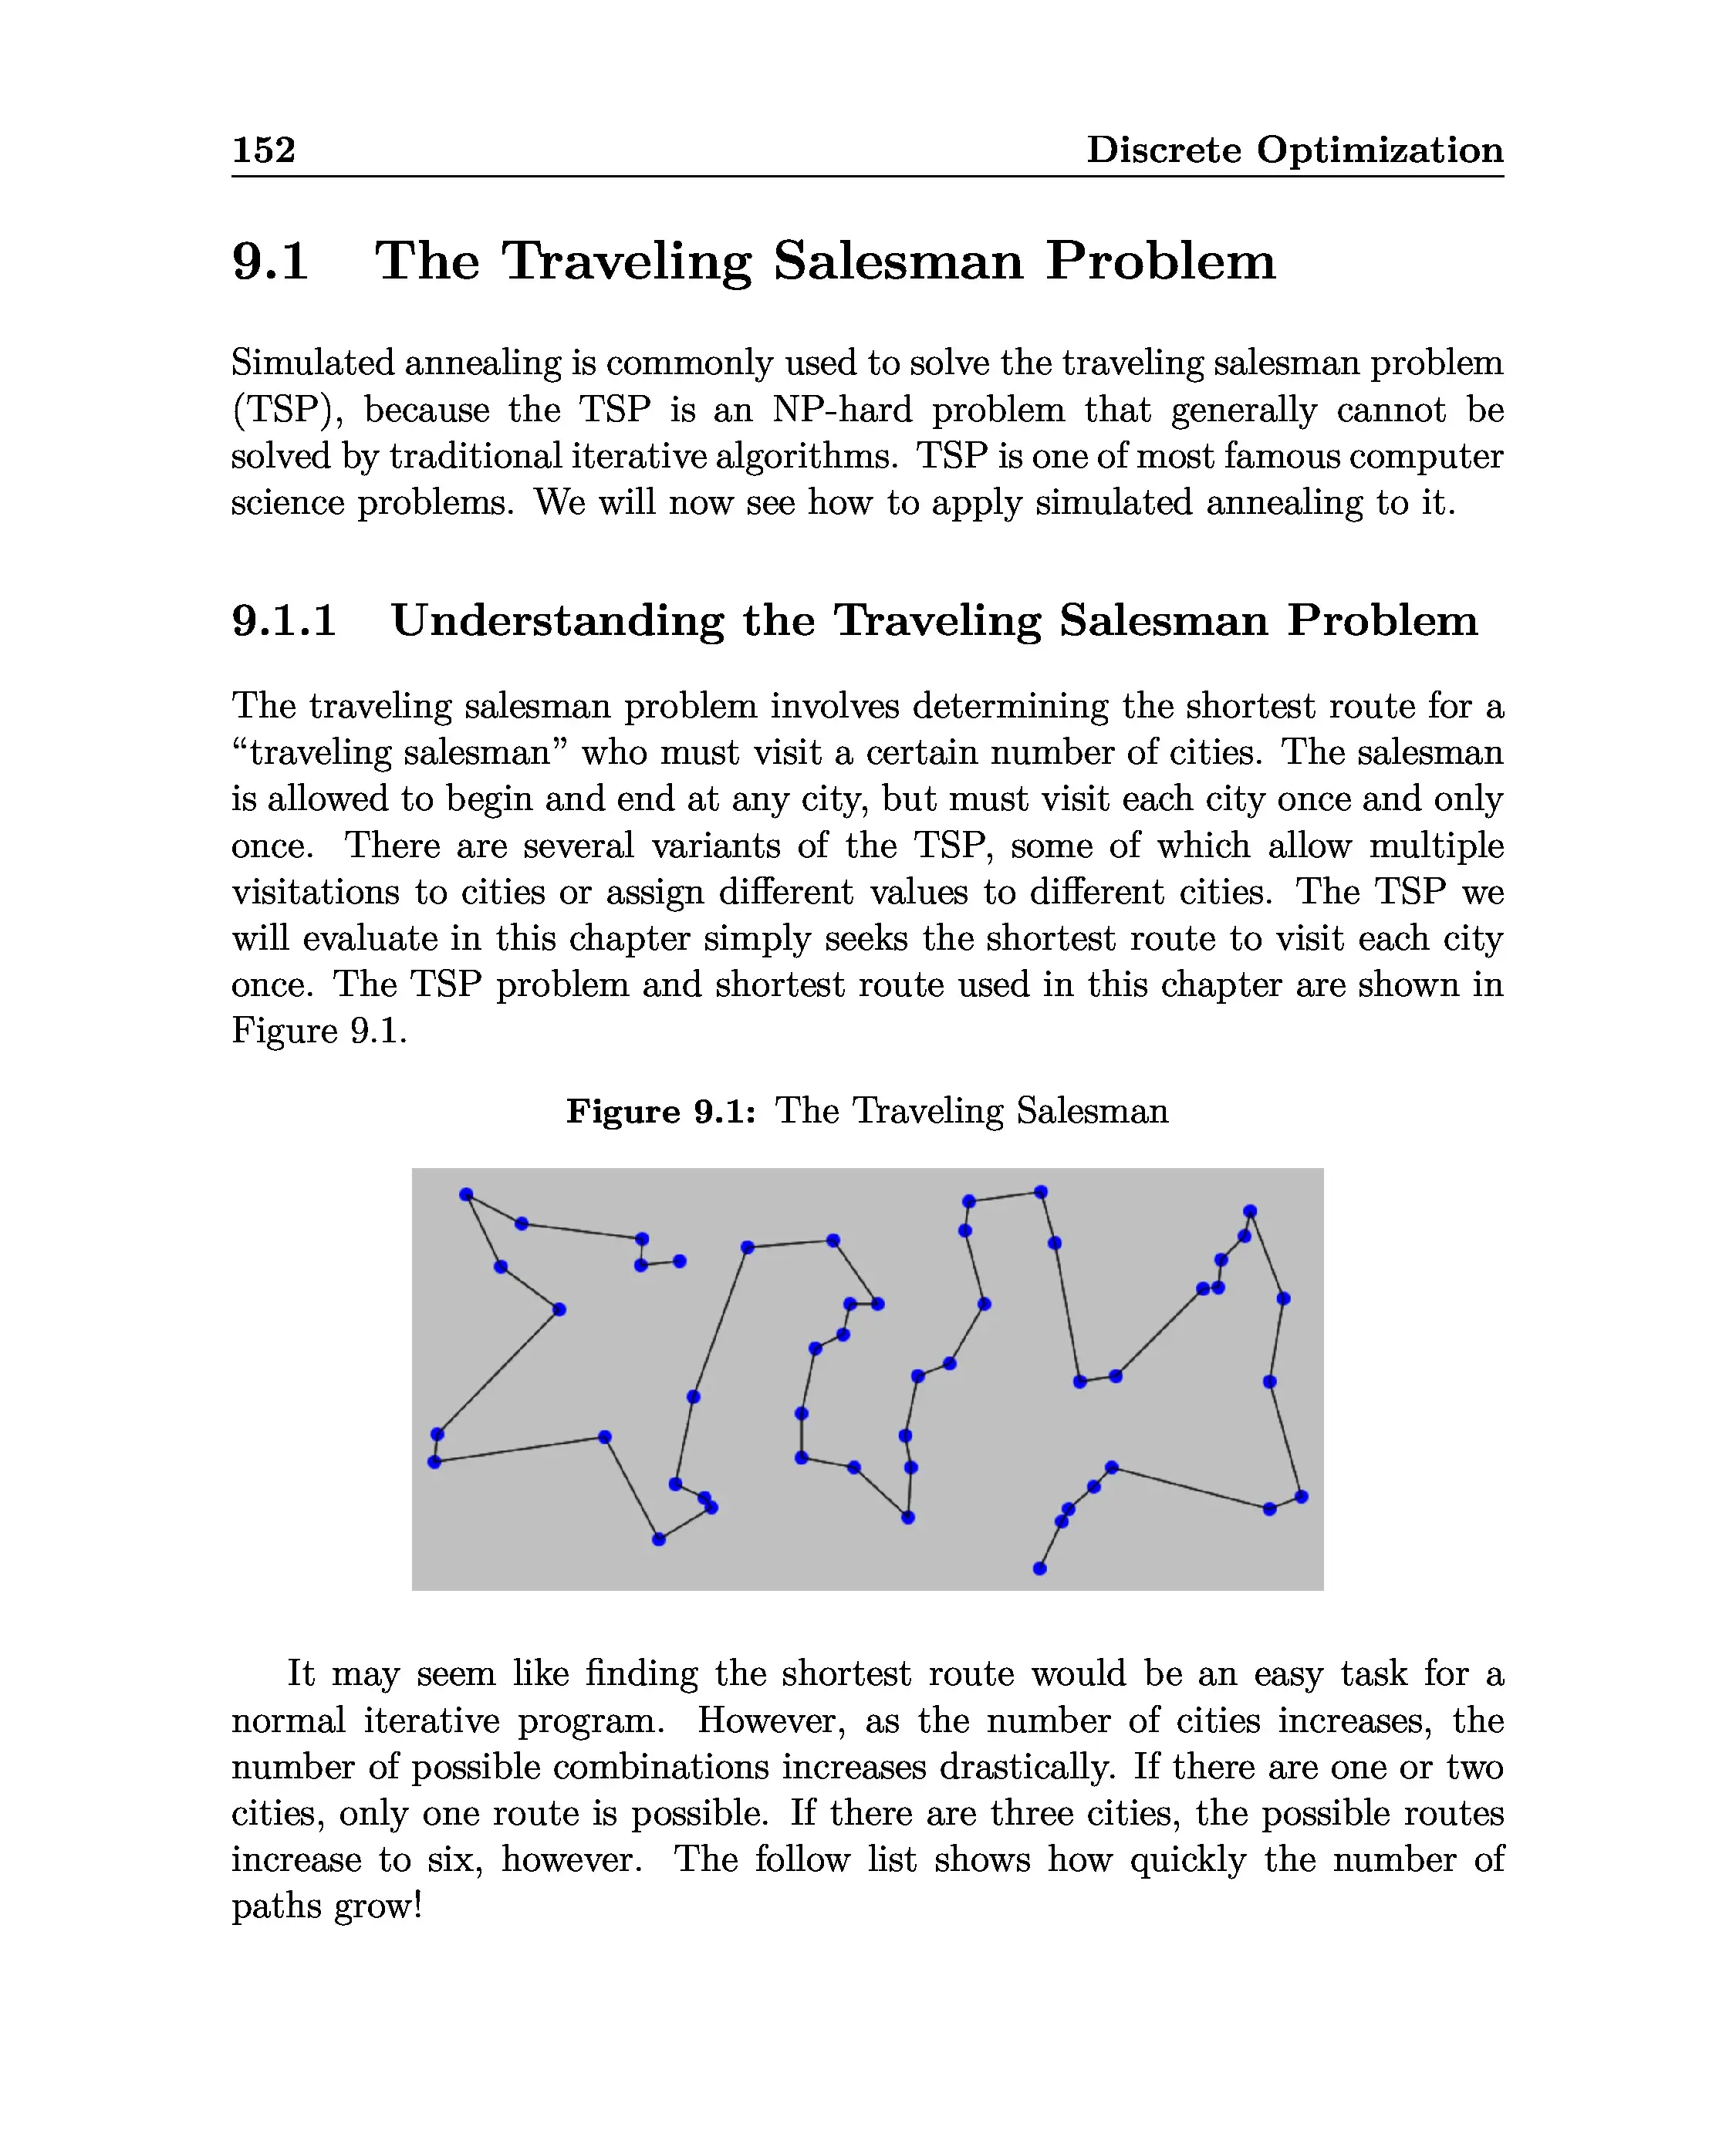 152 Discrete Optimization
9.1 The Traveling Salesman Problem
Simulated annealing is commonly used to solve the traveling salesman problem
(TSP), because the TSP is an NP-hard problem that generally cannot be
solved by traditional iterative algorithms. TSP is one of most famous computer
science problems. We will now see how to apply simulated annealing to it.
9.1.1 Understanding the Traveling Salesman Problem
The traveling salesman problem involves determining the shortest route for a
“traveling salesman” who must visit a certain number of cities. The salesman
is allowed to begin and end at any city, but must visit each city once and only
once. There are several variants of the TSP, some of which allow multiple
visitations to cities or assign different values to different cities. The TSP we
will evaluate in this chapter simply seeks the shortest route to visit each city
once. The TSP problem and shortest route used in this chapter are shown in
Figure 9.1.
Figure 9.1: The Traveling Salesman
It may seem like finding the shortest route would be an easy task for a
normal iterative program. However, as the number of cities increases, the
number of possible combinations increases drastically. If there are one or two
cities, only one route is possible. If there are three cities, the possible routes
increase to six, however. The follow list shows how quickly the number of
paths grow!